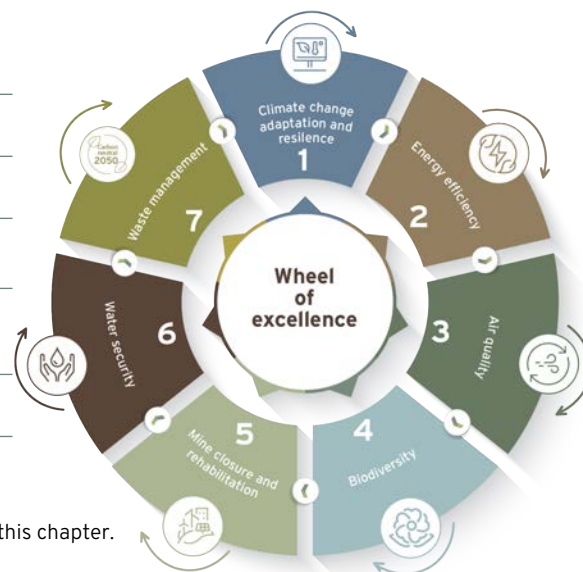 Climate change
adaptation and
resilence
1
Energy efficiency
2
3
Air quality
4
Biodiversity
5
Mine closure and
rehabilitation
6
Water security
7
Waste management
Carbon
neutral
2050
Wheel
of
excellence
this chapter.